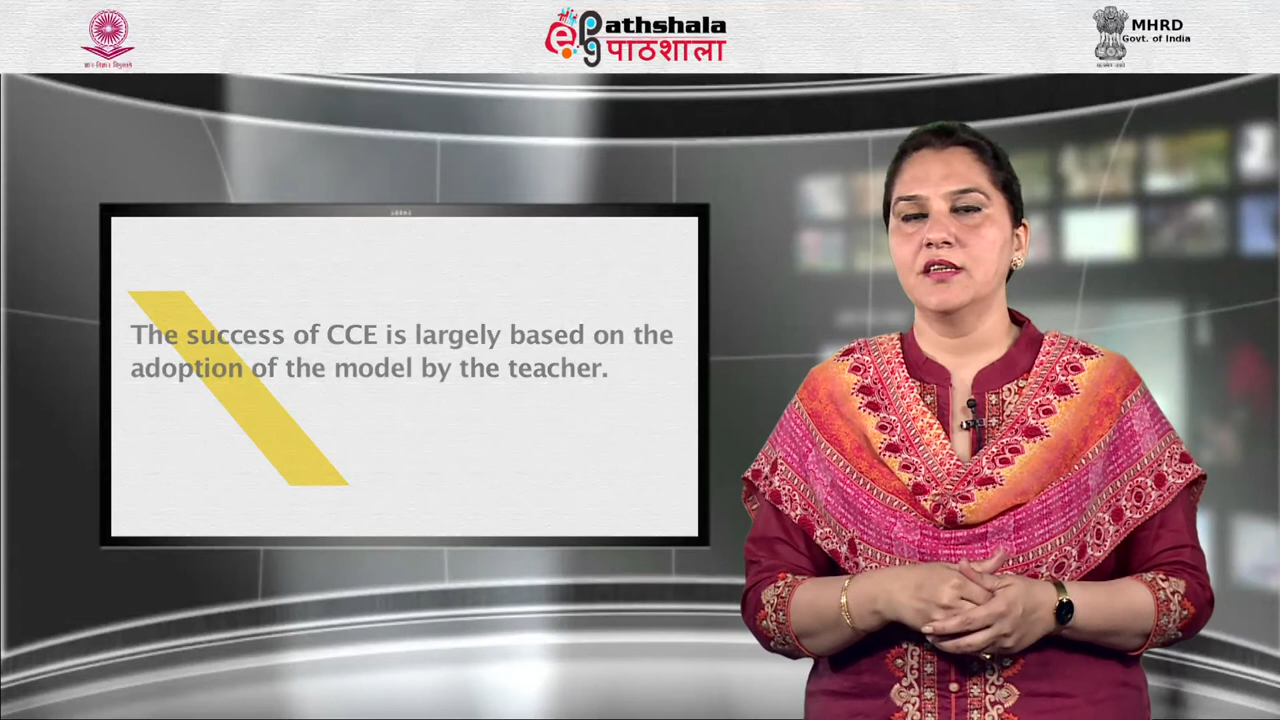 ePathshala
पाठशाला
MHRD
Govt. of India
The success of CCE is largely based on the
adoption of the model by the teacher.